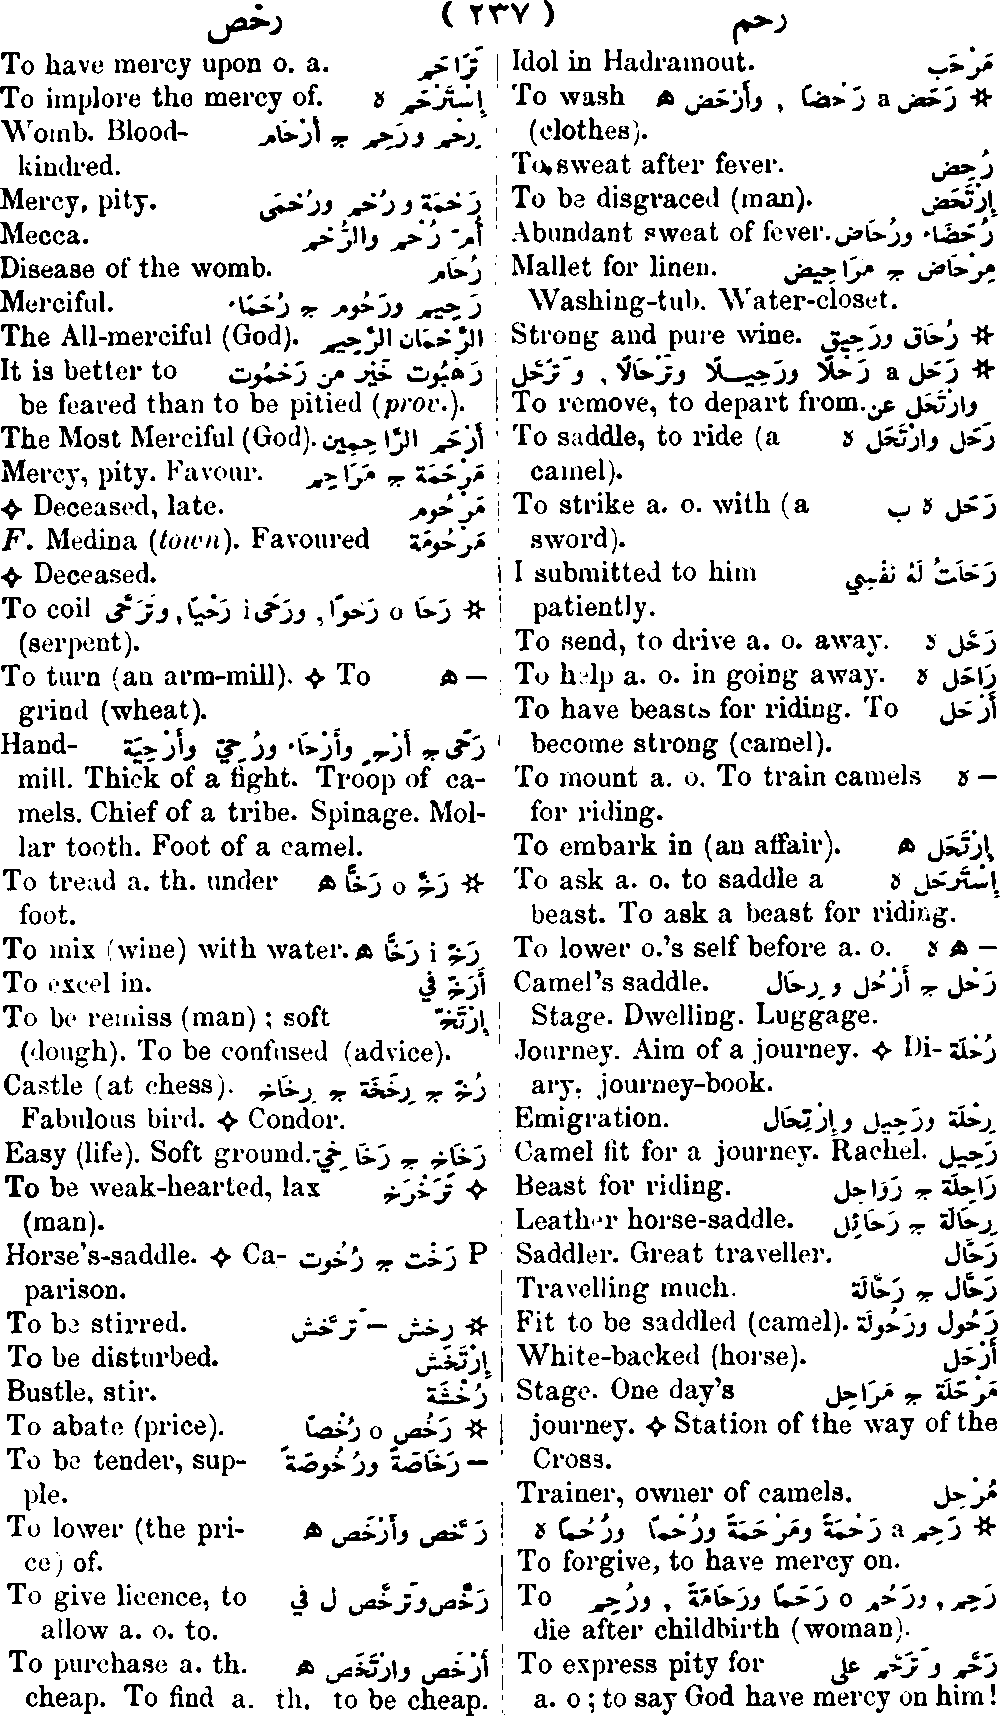 رحم ( ٢٣٧ ) رخص
Idol in Hadramout. مَرْحَب
To wash ✲ رَحَض a رَحْضًا , وأَرْحَض ه
(clothes).
To sweat after fever. رُحِض
To be disgraced (man). إِرْتَحَض
Abundant sweat of fever. رُحَضَاء ورُحَاض
Mallet for linen. مِرْحَاض ج مَرَاحِيض
Washing-tub. Water-closet.
Strong and pure wine. ✲ رُحَاق ورَحِيق
✲ رَحَل a رَحْلًا ورَحِيلًا وتَرْحَالًا , وتَرَحَّل
To remove, to depart from. وارْتَحَل عن
To saddle, to ride (a رَحَل وارْتَحَل لا
camel).
To strike a. o. with (a رَحَل ه ب
sword).
I submitted to him رَحَلْتُ لَهُ نَفْسِي
patiently.
To send, to drive a. o. away. رَحَّل ه
To help a. o. in going away. رَاحَل ه
To have beasts for riding. To أَرْحَل
become strong (camel).
To mount a. o. To train camels — ه
for riding.
To embark in (an affair). إِرْتَحَل ه
To ask a. o. to saddle a إِسْتَرْحَل ه
beast. To ask a beast for riding.
To lower o.'s self before a. o. — ه ه
Camel's saddle. رَحْل ج أَرْحُل و رِحَال
Stage. Dwelling. Luggage.
Journey. Aim of a journey. ❖ Di- رُحْلَة
ary, journey-book.
Emigration. رِحْلَة ورَحِيل وإِرْتِحَال
Camel fit for a journey. Rachel. رَحِيل
Beast for riding. رَاحِلَة ج رَوَاحِل
Leather horse-saddle. رِحَالَة ج رَحَائِل
Saddler. Great traveller. رَحَّال
Travelling much. رَحَّال ج رَحَّالَة
Fit to be saddled (camel). رَحُول ورَحُولَة
White-backed (horse). أَرْحَل
Stage. One day's مَرْحَلَة ج مَرَاحِل
journey. ❖ Station of the way of the
Cross.
Trainer, owner of camels. مُرْحِل
✲ رَحِم a رَحْمَةً ومَرْحَمَةً ورُحْمًا ورُحُمًا ه
To forgive, to have mercy on.
To رَحِم , ورَحُم o رَحَمًا ورَحَامَةً , ورُحِم
die after childbirth (woman).
To express pity for رَحَّم و تَرَحَّم على
a. o; to say God have mercy on him!
To have mercy upon o. a. تَرَاحَم
To implore the mercy of. إِسْتَرْحَم ه
Womb. Blood- رِحْم ورَحِم ج أَرْحَام
kindred.
Mercy, pity. رَحْمَة و رُحْم ورُحْمَى
Mecca. أُمّ رُحْم والرُّحْم
Disease of the womb. رُحَام
Merciful. رَحِيم ورَحُوم ج رُحَمَاء
The All-merciful (God). الرَّحْمَان الرَّحِيم
It is better to رَهَبُوت خَيْر من رَحَمُوت
be feared than to be pitied (prov.).
The Most Merciful (God). أَرْحَم الرَّاحِمِين
Mercy, pity. Favour. مَرْحَمَة ج مَرَاحِم
❖ Deceased, late. مَرْحُوم
F. Medina (town). Favoured مَرْحُومَة
❖ Deceased.
To coil ✲ رَحَا o رَحْوًا , ورَحَى i رَحْيًا , وتَرَحَّى
(serpent).
To turn (an arm-mill). ❖ To — ه
grind (wheat).
Hand- رَحًى ج أَرْحٍ وأَرْحَاء ورُحِيّ وأَرْحِيَة
mill. Thick of a fight. Troop of ca-
mels. Chief of a tribe. Spinage. Mol-
lar tooth. Foot of a camel.
To tread a. th. under ✲ رَخَّ o رَخًّا ه
foot.
To mix (wine) with water. رَخَّ i رَخًّا ه
To excel in. أَرَخَّ في
To be remiss (man) ; soft إِرْتَخَّ
(dough). To be confused (advice).
Castle (at chess). رُخّ ج رِخَخَة ج رِخَاخ
Fabulous bird. ❖ Condor.
Easy (life). Soft ground. رَخَاخ ج رَخَاخِيّ
To be weak-hearted, lax ❖ تَرَخْرَخ
(man).
Horse's-saddle. ❖ Ca- P رَخْت ج رُخُوت
parison.
To be stirred. ✲ رخش — تَرَخَّش
To be disturbed. إِرْتَخَش
Bustle, stir. رُخْشَة
To abate (price). ✲ رَخُص o رُخْصًا
To be tender, sup- — رَخَاصَةً ورُخُوصَةً
ple.
To lower (the pri- رَخَّص وأَرْخَص ه
ce) of.
To give licence, to رَخَّص وتَرَخَّص ل في
allow a. o. to.
To purchase a. th. أَرْخَص وارْتَخَص ه
cheap. To find a. th. to be cheap.